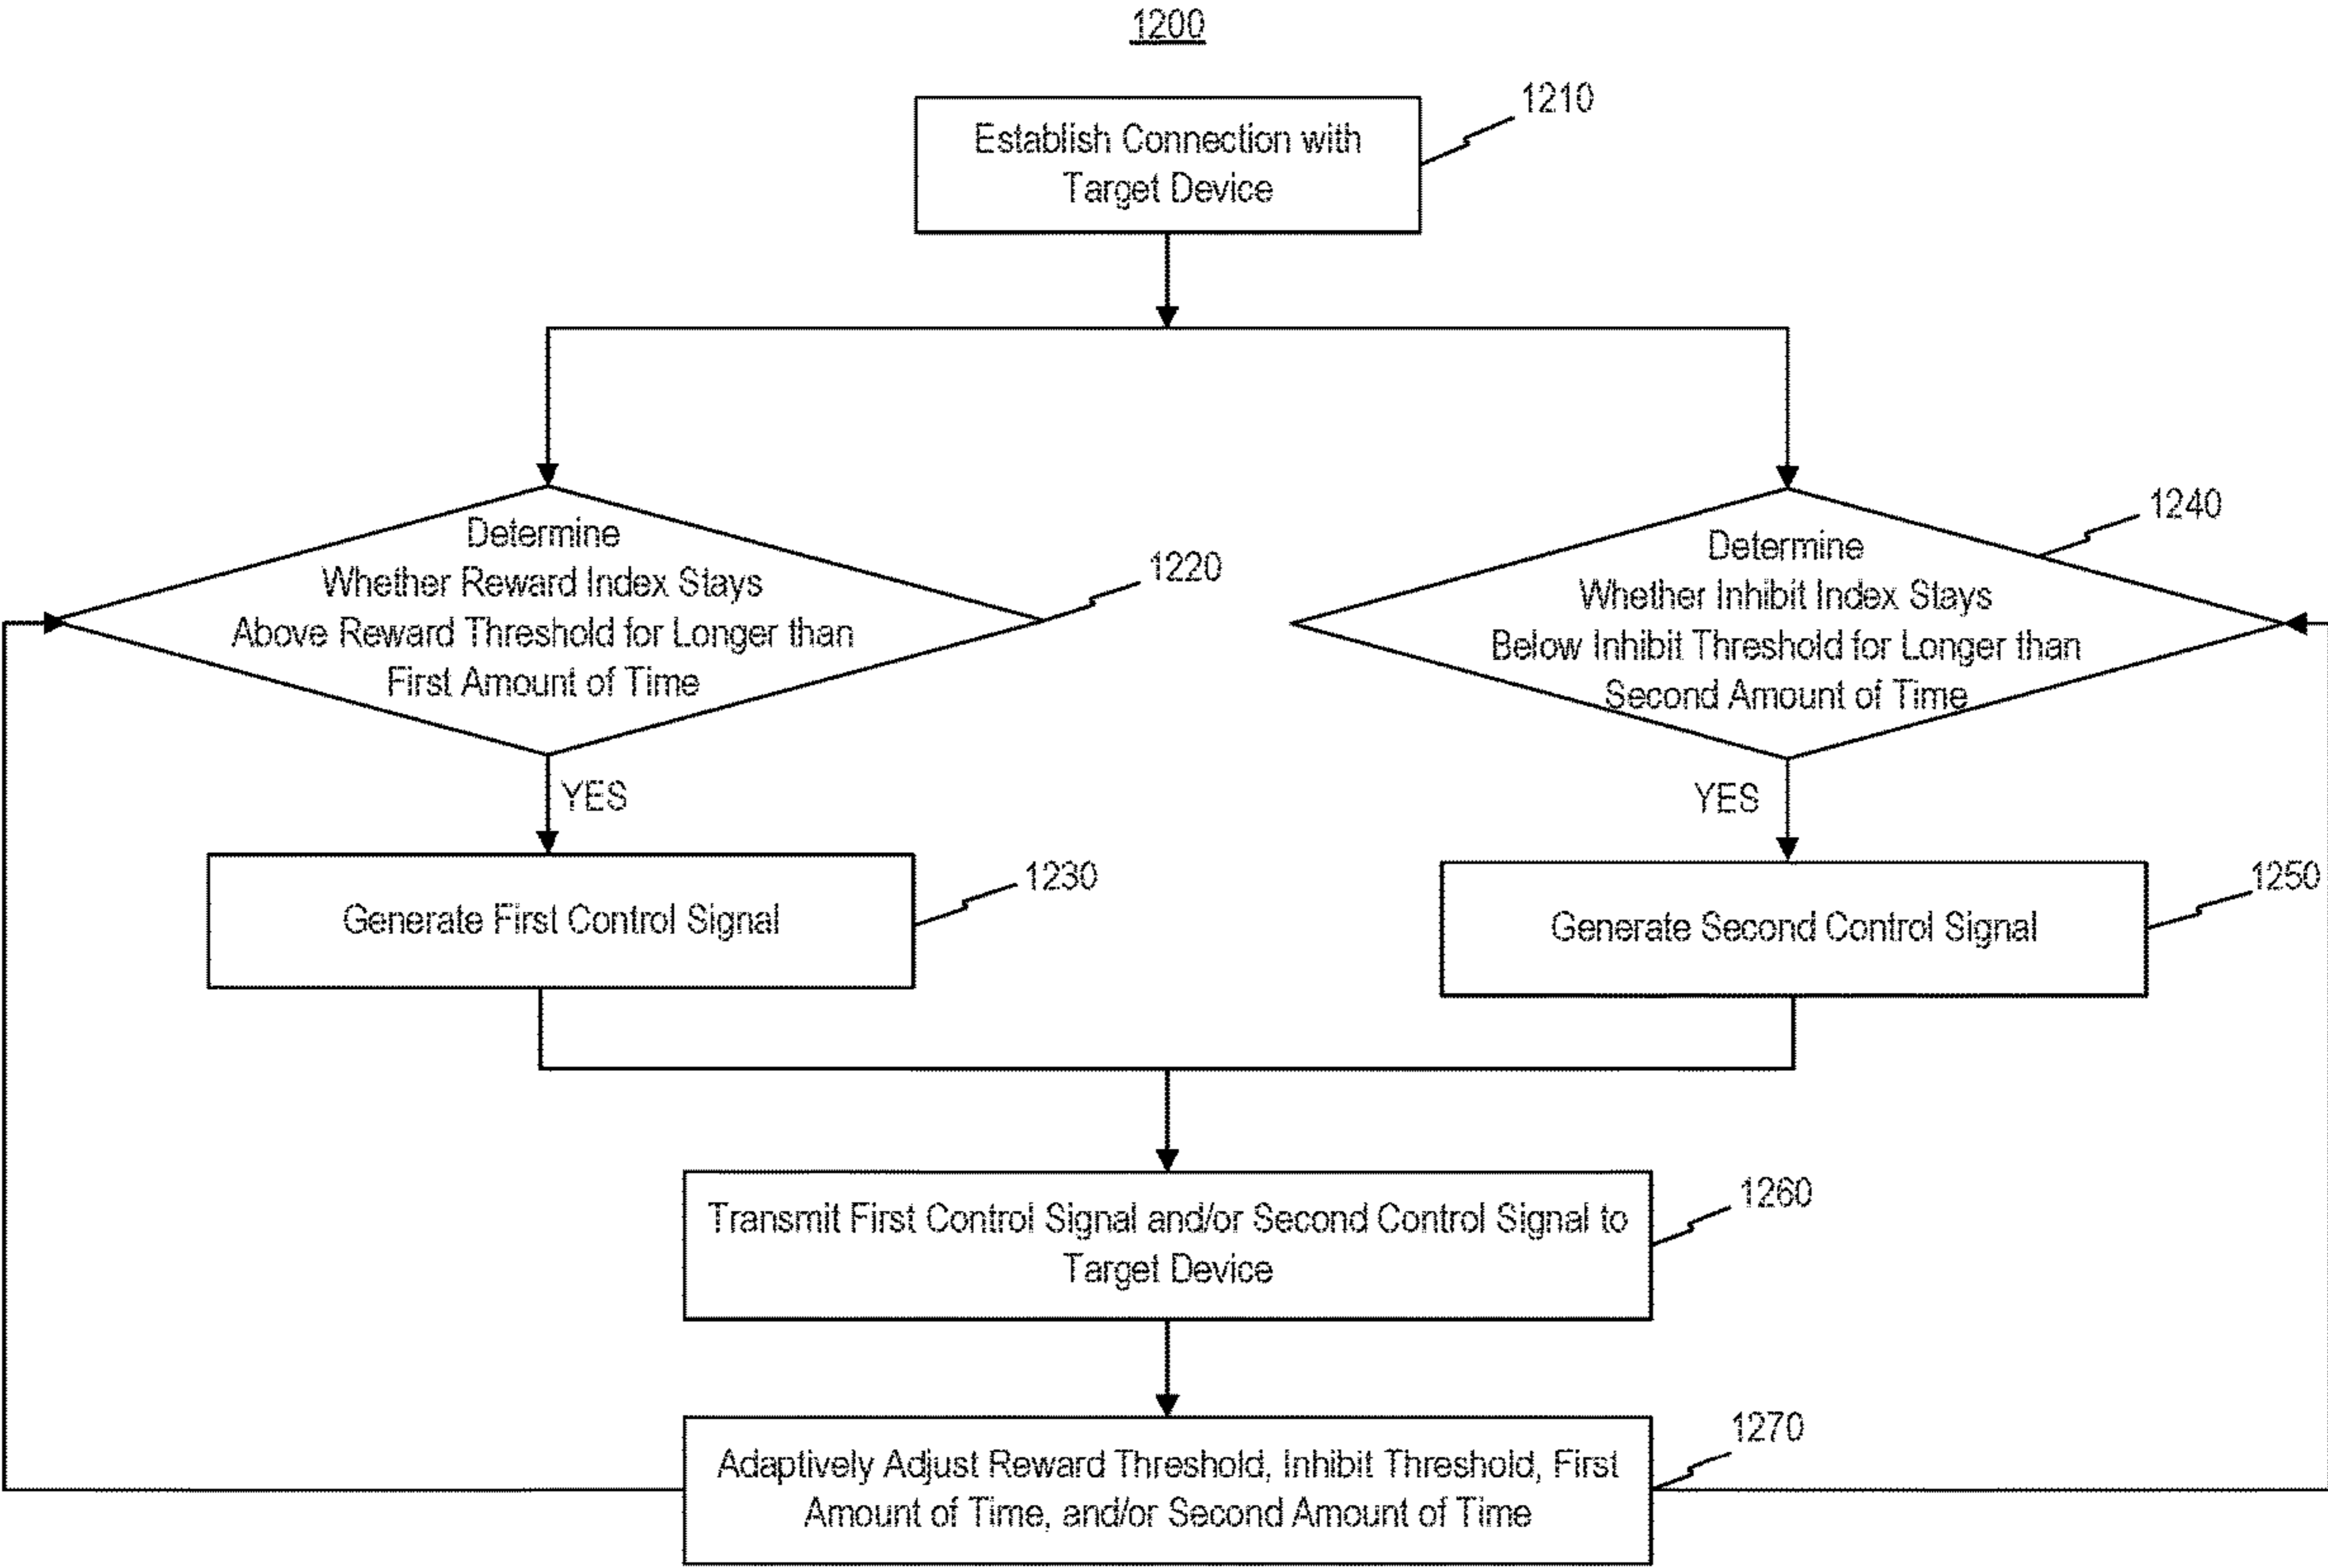 1200
1210
Establish Connection with
Target Device
1240
1220
Determine
Whether Reward Index Stays
Above Reward Threshold for Longer than
First Amount of Time
Determine
Whether Inhibit Index Stays
Below Inhibit Threshold for Longer than
Second Amount of Time
YES
YES
1230
1250
Generate First Control Signal
Generate Second Control Signal
1260
Transmit First Control Signal and/or Second Control Signal to
Target Device
1270
Adaptively Adjust Reward Threshold, Inhibit Threshold, First
Amount of Time, and/or Second Amount of Time